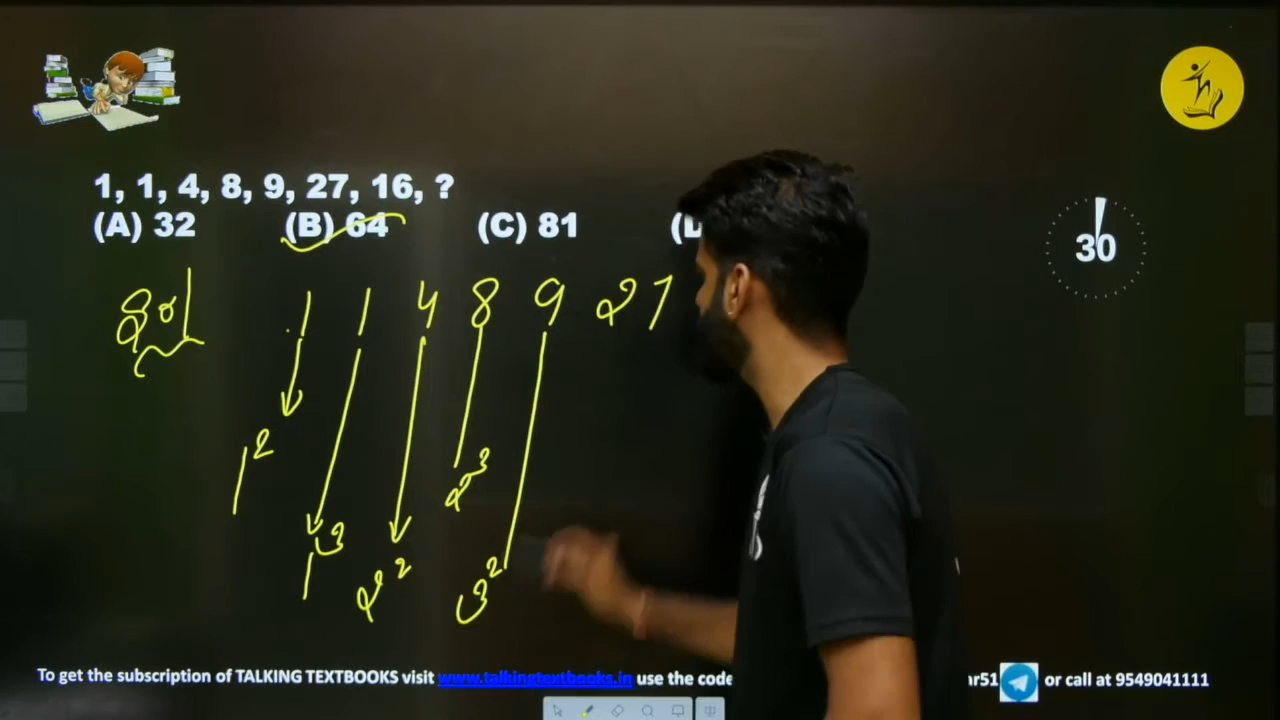 1, 1, 4, 8, 9, 27, 16, ?
(A) 32 (B) 64 (C) 81 (D
30
Sol 1 1 4 8 9 27
1² 1³ 2² 2³ 3²
To get the subscription of TALKING TEXTBOOKS visit www.talkingtextbooks.in use the code ar51 or call at 9549041111